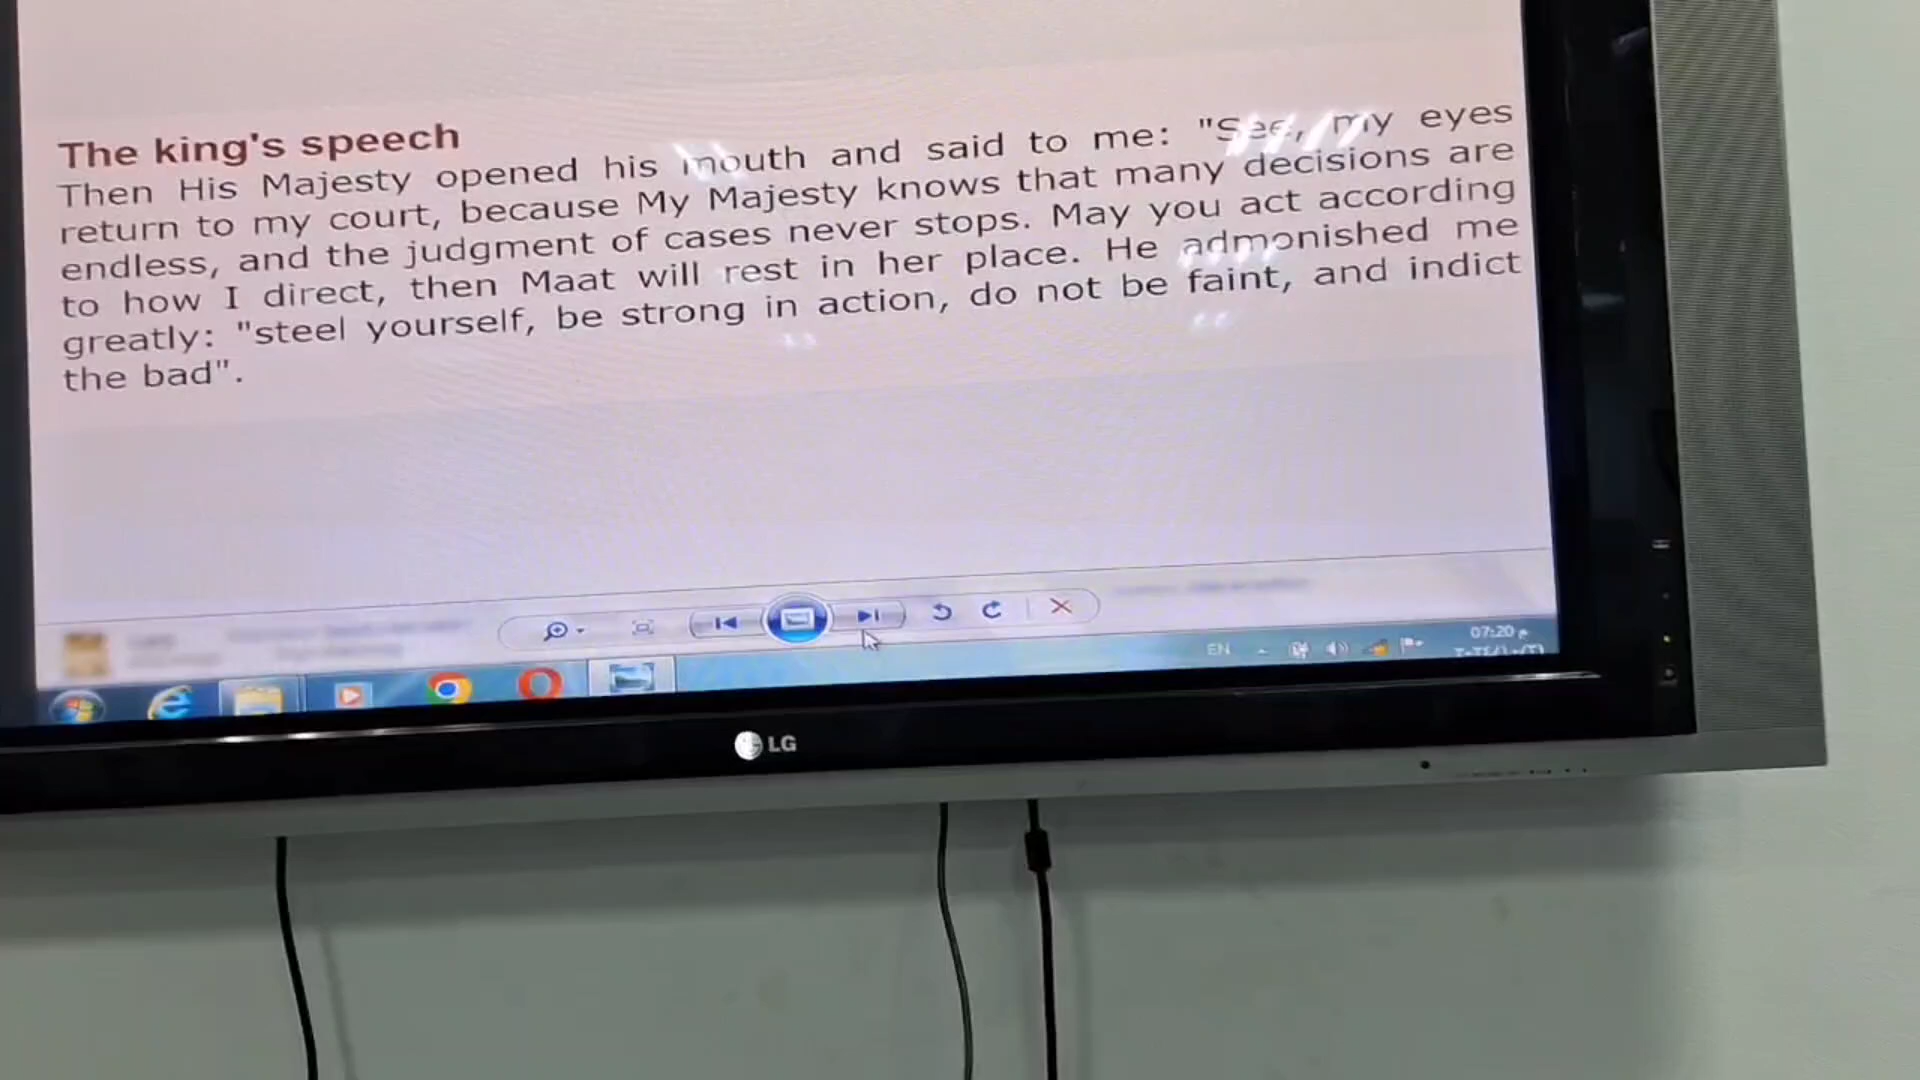 The king's speech
Then His Majesty opened his mouth and said to me: "See, my eyes
return to my court, because My Majesty knows that many decisions are
endless, and the judgment of cases never stops. May you act according
to how I direct, then Maat will rest in her place. He admonished me
greatly: "steel yourself, be strong in action, do not be faint, and indict
the bad".
EN
07:20 م
LG